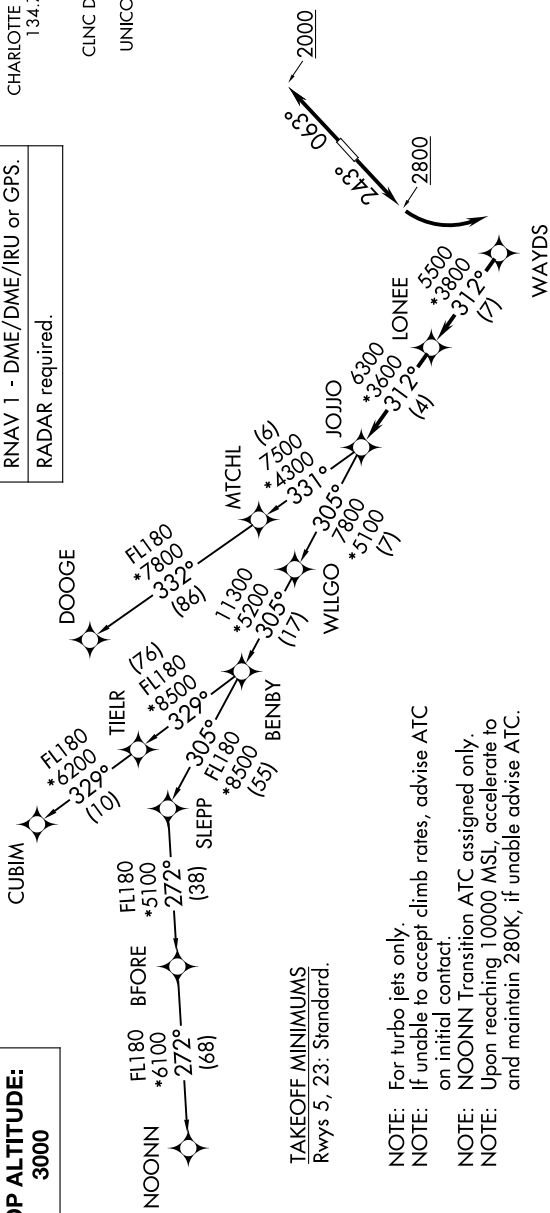 OP ALTITUDE:
3000
RNAV 1 - DME/DME/IRU or GPS.
RADAR required.
CHARLOTTE
134.
CLNC D
UNICO
2000
063°
243°
2800
WAYDS
5500
*3800
312°
(7)
LONEE
6300
*3600
312°
(4)
JOJJO
(6)
7500
*4300
331°
MTCHL
FL180
*7800
332°
(86)
DOOGE
305°
7800
*5100
(7)
WLLGO
11300
*5200
305°
(17)
BENBY
(76)
FL180
*8500
329°
TIELR
FL180
*6200
329°
(10)
CUBIM
305°
FL180
*8500
(55)
SLEPP
FL180
*5100
272°
(38)
BFORE
FL180
*6100
272°
(68)
NOONN
TAKEOFF MINIMUMS
Rwys 5, 23: Standard.
NOTE: For turbo jets only.
NOTE: If unable to accept climb rates, advise ATC
on initial contact.
NOTE: NOONN Transition ATC assigned only.
NOTE: Upon reaching 10000 MSL, accelerate to
and maintain 280K, if unable advise ATC.